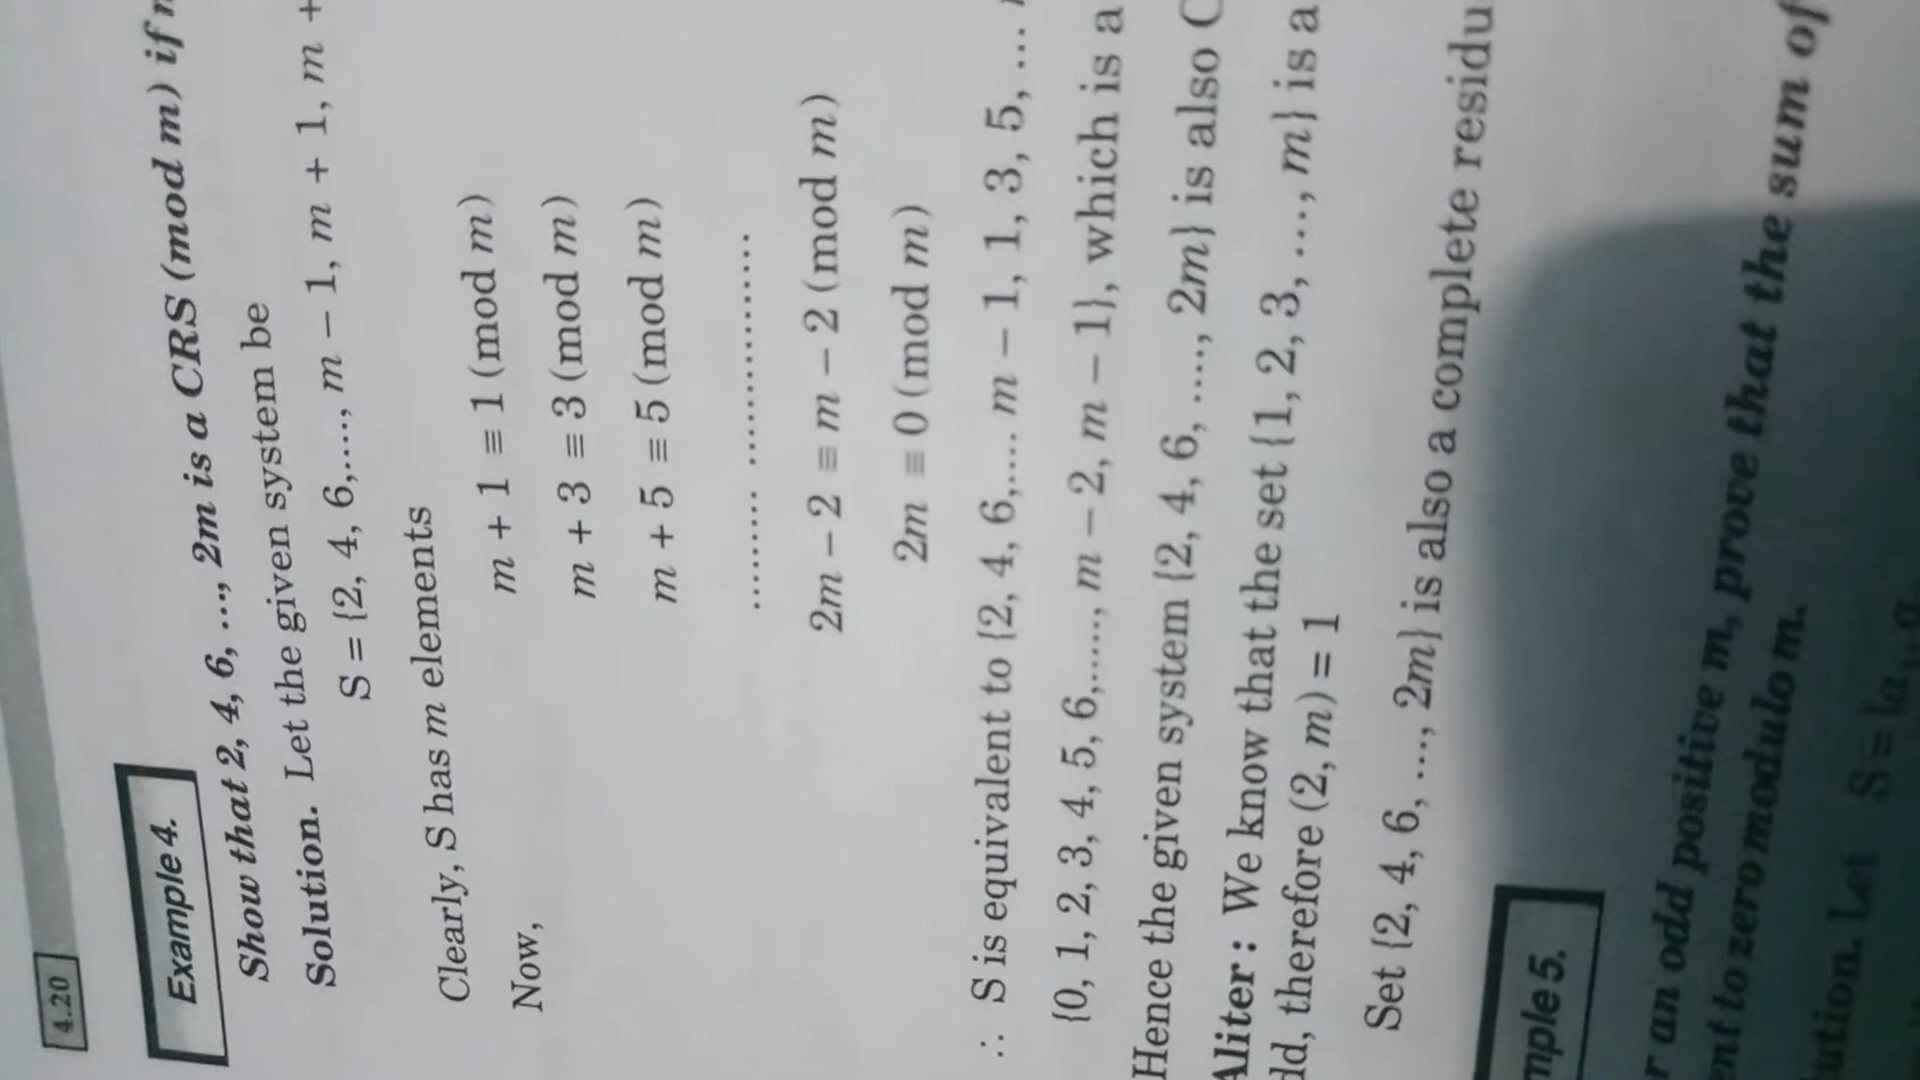 4.20
Example 4.
Show that 2, 4, 6, ..., 2m is a CRS (mod m) if
Solution. Let the given system be
S = {2, 4, 6,...., m – 1, m + 1, m +
Clearly, S has m elements
Now, m + 1 ≡ 1 (mod m)
m + 3 ≡ 3 (mod m)
m + 5 ≡ 5 (mod m)
......... ...................
2m – 2 ≡ m – 2 (mod m)
2m ≡ 0 (mod m)
∴ S is equivalent to {2, 4, 6,.... m – 1, 1, 3, 5, ...
{0, 1, 2, 3, 4, 5, 6,......, m – 2, m – 1}, which is a
Hence the given system {2, 4, 6, ...., 2m} is also
Aliter : We know that the set {1, 2, 3, ..., m} is a
dd, therefore (2, m) = 1
Set {2, 4, 6, ..., 2m} is also a complete residu
mple 5.
r an odd positive m, prove that the sum of
ent to zero modulo m.
ution. Let S = {a